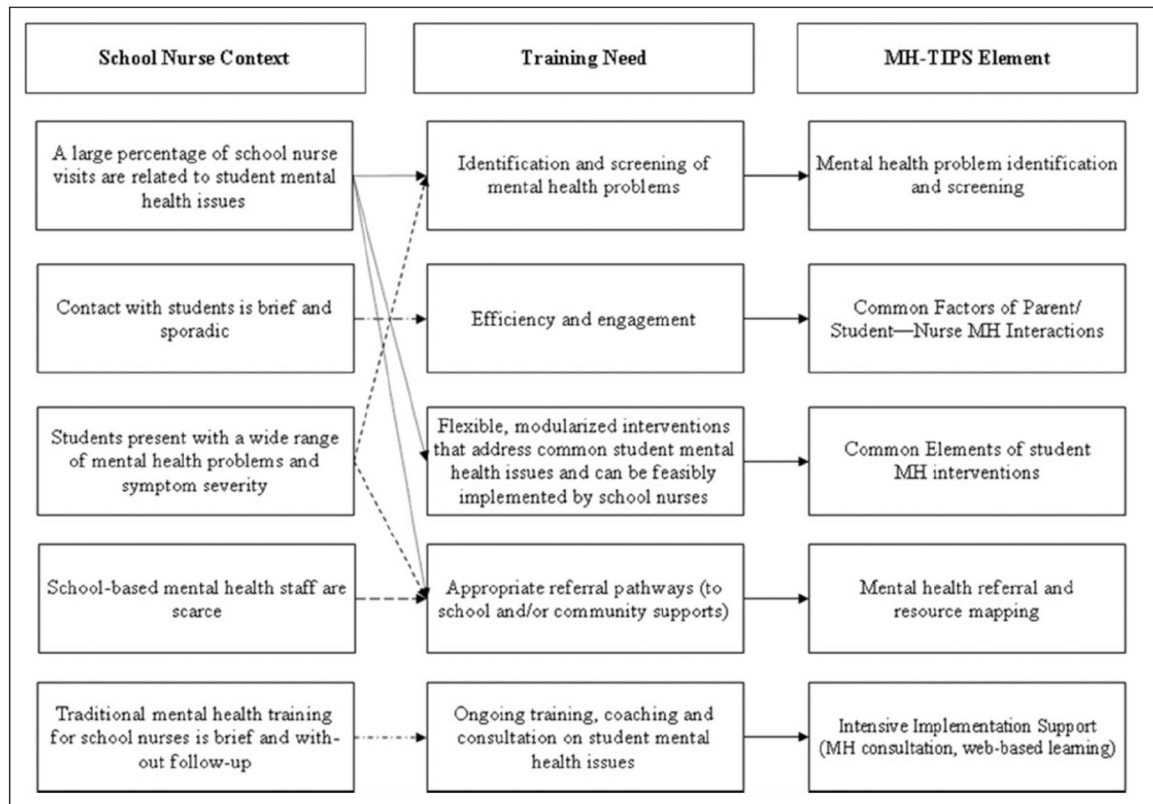 School Nurse Context
Training Need
MH-TIPS Element
A large percentage of school nurse
visits are related to student mental
health issues
Identification and screening of
mental health problems
Mental health problem identification
and screening
Contact with students is brief and
sporadic
Efficiency and engagement
Common Factors of Parent/
Student—Nurse MH Interactions
Students present with a wide range
of mental health problems and
symptom severity
Flexible, modularized interventions
that address common student mental
health issues and can be feasibly
implemented by school nurses
Common Elements of student
MH interventions
School-based mental health staff are
scarce
Appropriate referral pathways (to
school and/or community supports)
Mental health referral and
resource mapping
Traditional mental health training
for school nurses is brief and with-
out follow-up
Ongoing training, coaching and
consultation on student mental
health issues
Intensive Implementation Support
(MH consultation, web-based learning)